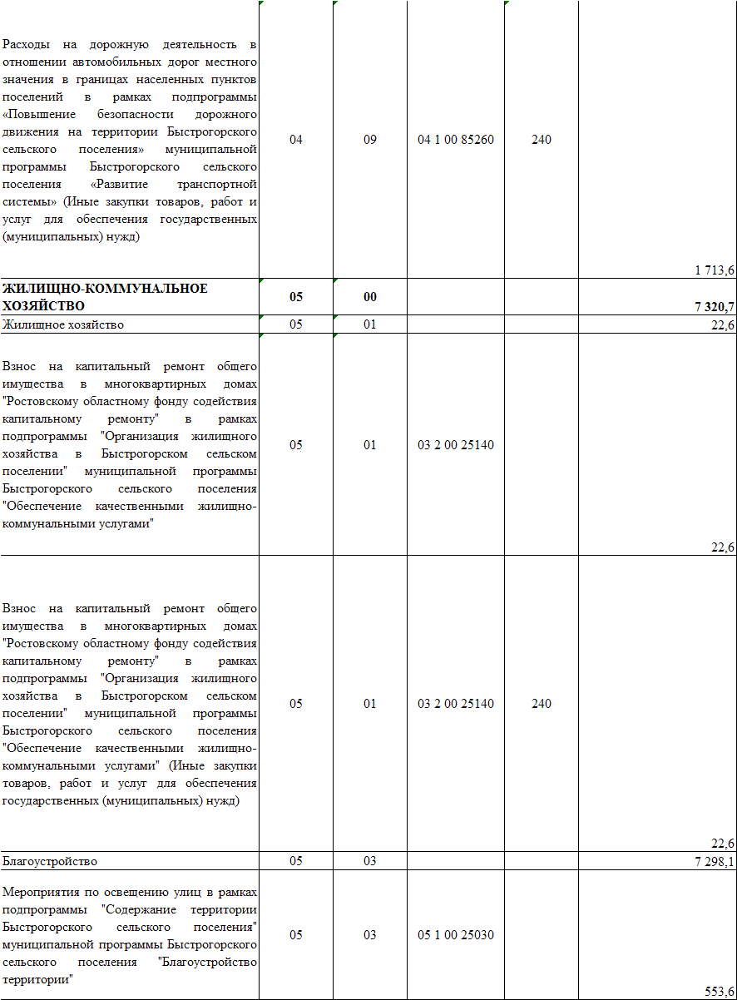 Расходы на дорожную деятельность в
отношении автомобильных дорог местного
значения в границах населенных пунктов
поселений в рамках подпрограммы
«Повышение безопасности дорожного
движения на территории Быстрогорского
сельского поселения» муниципальной
программы Быстрогорского сельского
поселения «Развитие транспортной
системы» (Иные закупки товаров, работ и
услуг для обеспечения государственных
(муниципальных) нужд)
04 09 04 1 00 85260 240
1 713,6
ЖИЛИЩНО-КОММУНАЛЬНОЕ
ХОЗЯЙСТВО
05 00
7 320,7
Жилищное хозяйство 05 01 22,6
Взнос на капитальный ремонт общего
имущества в многоквартирных домах
"Ростовскому областному фонду содействия
капитальному ремонту" в рамках
подпрограммы "Организация жилищного
хозяйства в Быстрогорском сельском
поселении" муниципальной программы
Быстрогорского сельского поселения
"Обеспечение качественными жилищно-
коммунальными услугами"
05 01 03 2 00 25140
22,6
Взнос на капитальный ремонт общего
имущества в многоквартирных домах
"Ростовскому областному фонду содействия
капитальному ремонту" в рамках
подпрограммы "Организация жилищного
хозяйства в Быстрогорском сельском
поселении" муниципальной программы
Быстрогорского сельского поселения
"Обеспечение качественными жилищно-
коммунальными услугами" (Иные закупки
товаров, работ и услуг для обеспечения
государственных (муниципальных) нужд)
05 01 03 2 00 25140 240
22,6
Благоустройство 05 03 7 298,1
Мероприятия по освещению улиц в рамках
подпрограммы "Содержание территории
Быстрогорского сельского поселения"
муниципальной программы Быстрогорского
сельского поселения "Благоустройство
территории"
05 03 05 1 00 25030
553,6